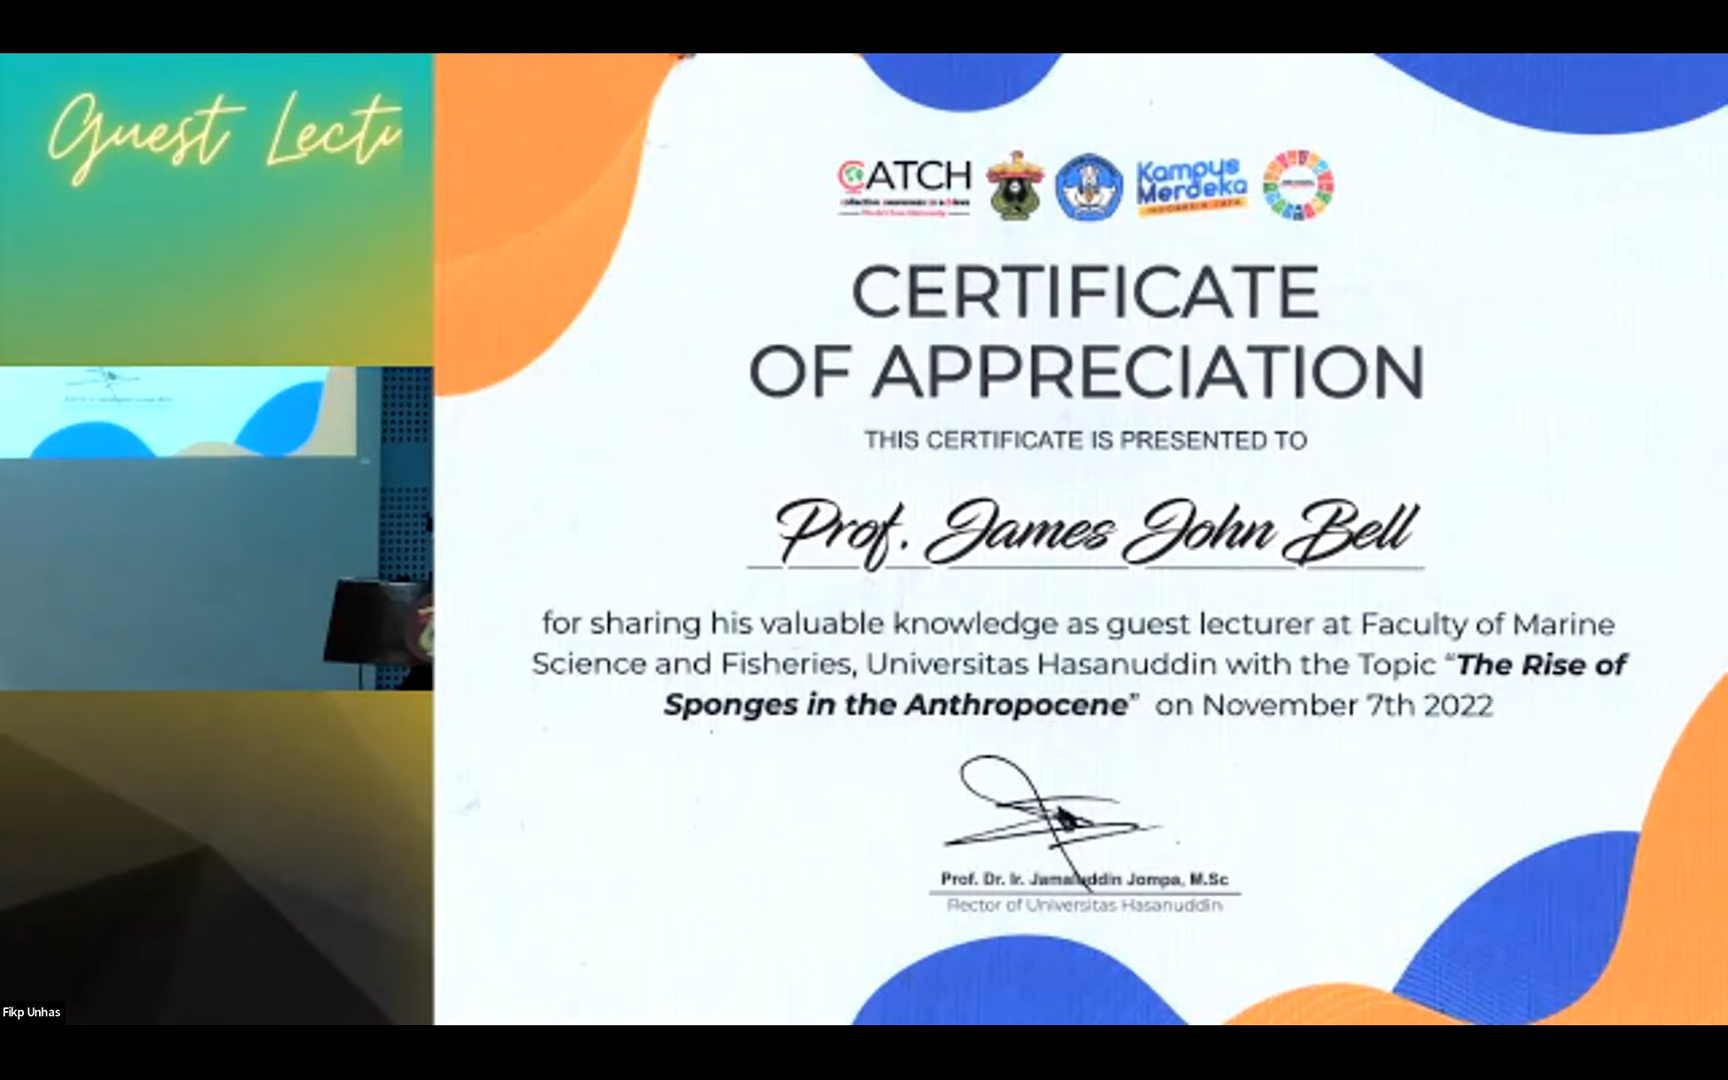 Guest Lectu
CATCH
Kampus
Merdeka
INDONESIA JAYA
CERTIFICATE
OF APPRECIATION
THIS CERTIFICATE IS PRESENTED TO
Prof. James John Bell
for sharing his valuable knowledge as guest lecturer at Faculty of Marine
Science and Fisheries, Universitas Hasanuddin with the Topic “The Rise of
Sponges in the Anthropocene” on November 7th 2022
Prof. Dr. Ir. Jamaluddin Jompa, M.Sc
Rector of Universitas Hasanuddin
Fikp Unhas